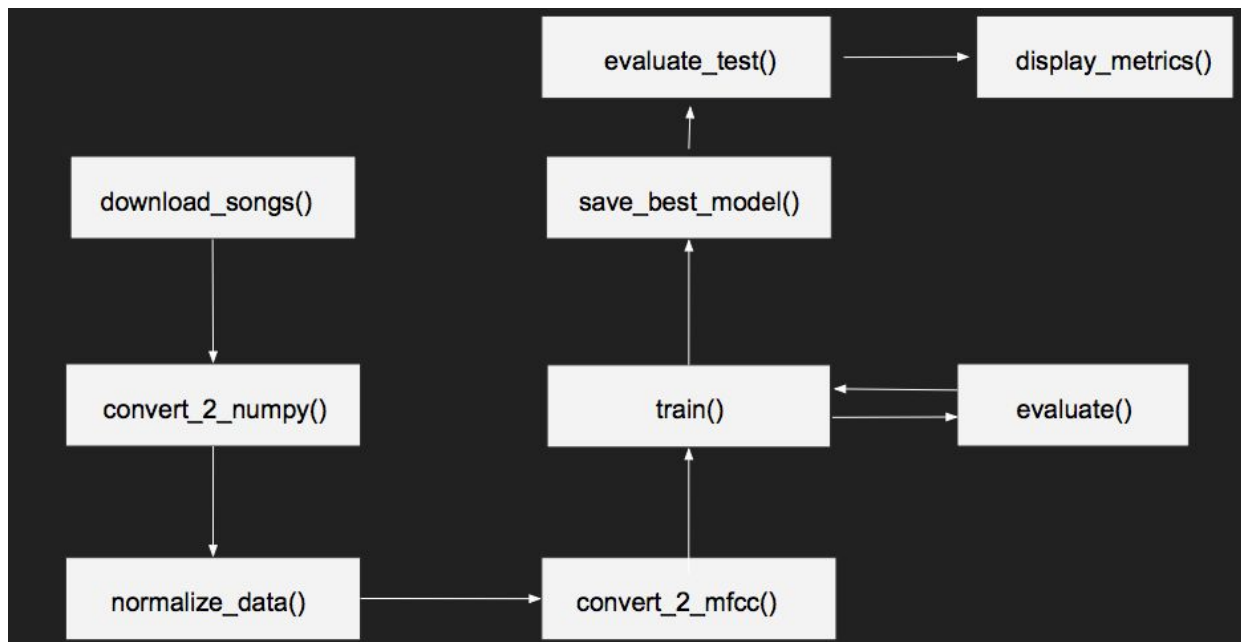 evaluate_test()
display_metrics()
download_songs()
save_best_model()
convert_2_numpy()
train()
evaluate()
normalize_data()
convert_2_mfcc()